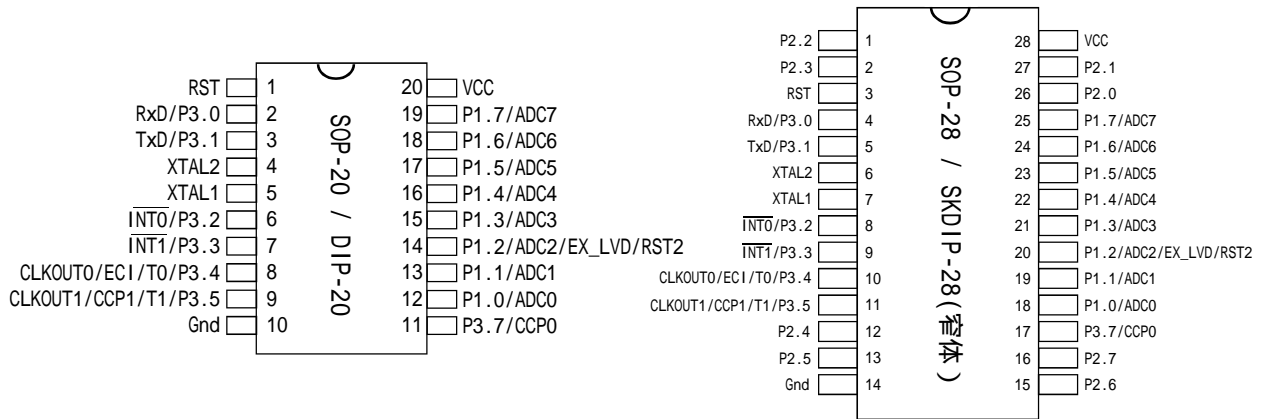 SOP-20 / DIP-20
RST 1
RxD/P3.0 2
TxD/P3.1 3
XTAL2 4
XTAL1 5
INT0/P3.2 6
INT1/P3.3 7
CLKOUT0/ECI/T0/P3.4 8
CLKOUT1/CCP1/T1/P3.5 9
Gnd 10
20 VCC
19 P1.7/ADC7
18 P1.6/ADC6
17 P1.5/ADC5
16 P1.4/ADC4
15 P1.3/ADC3
14 P1.2/ADC2/EX_LVD/RST2
13 P1.1/ADC1
12 P1.0/ADC0
11 P3.7/CCP0
SOP-28 / SKDIP-28(窄体)
P2.2 1
P2.3 2
RST 3
RxD/P3.0 4
TxD/P3.1 5
XTAL2 6
XTAL1 7
INT0/P3.2 8
INT1/P3.3 9
CLKOUT0/ECI/T0/P3.4 10
CLKOUT1/CCP1/T1/P3.5 11
P2.4 12
P2.5 13
Gnd 14
28 VCC
27 P2.1
26 P2.0
25 P1.7/ADC7
24 P1.6/ADC6
23 P1.5/ADC5
22 P1.4/ADC4
21 P1.3/ADC3
20 P1.2/ADC2/EX_LVD/RST2
19 P1.1/ADC1
18 P1.0/ADC0
17 P3.7/CCP0
16 P2.7
15 P2.6